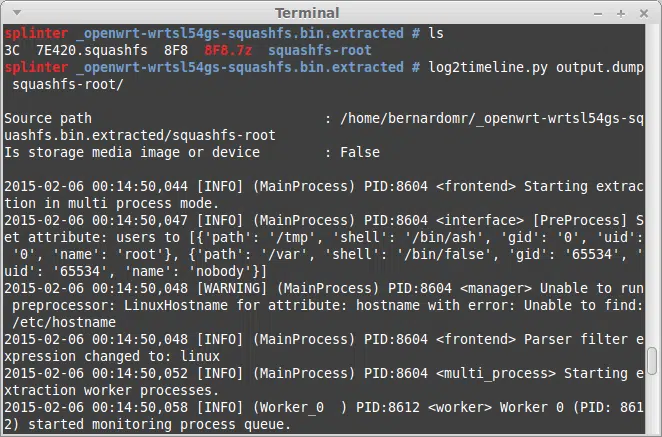 Terminal
splinter _openwrt-wrtsl54gs-squashfs.bin.extracted # ls
3C  7E420.squashfs  8F8  8F8.7z  squashfs-root
splinter _openwrt-wrtsl54gs-squashfs.bin.extracted # log2timeline.py output.dump
 squashfs-root/
Source path                            : /home/bernardomr/_openwrt-wrtsl54gs-sq
uashfs.bin.extracted/squashfs-root
Is storage media image or device       : False
2015-02-06 00:14:50,044 [INFO] (MainProcess) PID:8604 <frontend> Starting extrac
tion in multi process mode.
2015-02-06 00:14:50,047 [INFO] (MainProcess) PID:8604 <interface> [PreProcess] S
et attribute: users to [{'path': '/tmp', 'shell': '/bin/ash', 'gid': '0', 'uid':
 '0', 'name': 'root'}, {'path': '/var', 'shell': '/bin/false', 'gid': '65534', '
uid': '65534', 'name': 'nobody'}]
2015-02-06 00:14:50,048 [WARNING] (MainProcess) PID:8604 <manager> Unable to run
 preprocessor: LinuxHostname for attribute: hostname with error: Unable to find:
 /etc/hostname
2015-02-06 00:14:50,048 [INFO] (MainProcess) PID:8604 <frontend> Parser filter e
xpression changed to: linux
2015-02-06 00:14:50,052 [INFO] (MainProcess) PID:8604 <multi_process> Starting e
xtraction worker processes.
2015-02-06 00:14:50,058 [INFO] (Worker_0  ) PID:8612 <worker> Worker 0 (PID: 861
2) started monitoring process queue.